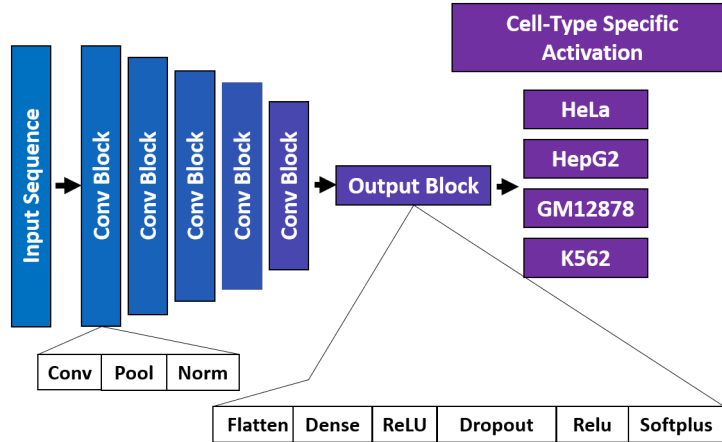 Cell-Type Specific
Activation
Input Sequence
Conv Block
Conv Block
Conv Block
Conv Block
Conv Block
Output Block
HeLa
HepG2
GM12878
K562
Conv Pool Norm
Flatten Dense ReLU Dropout Relu Softplus